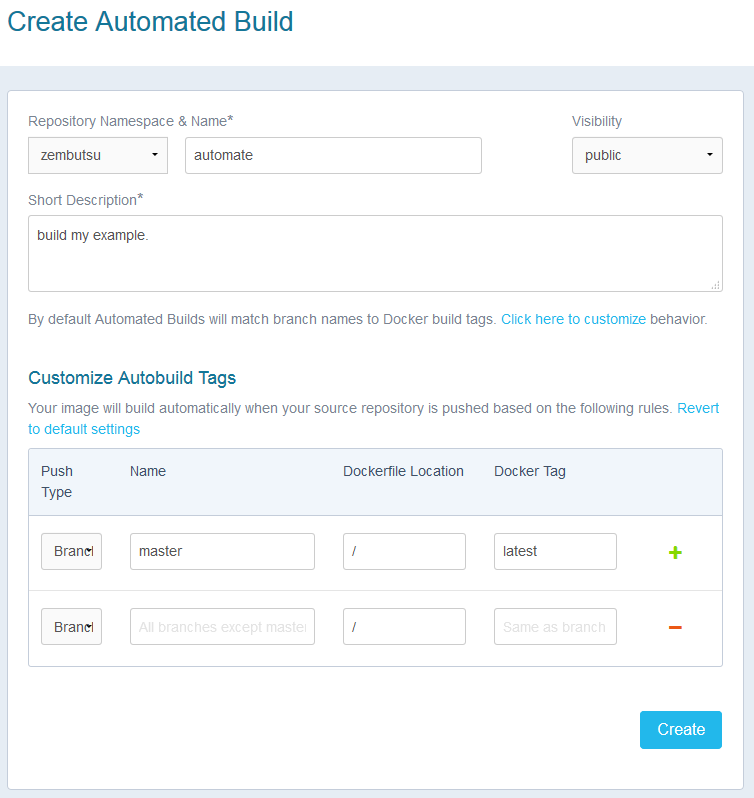 Create Automated Build
Repository Namespace & Name*
Visibility
zembutsu
automate
public
Short Description*
build my example.
By default Automated Builds will match branch names to Docker build tags. Click here to customize behavior.
Customize Autobuild Tags
Your image will build automatically when your source repository is pushed based on the following rules. Revert
to default settings
Push
Type
Name
Dockerfile Location
Docker Tag
Branch
master
/
latest
Branch
All branches except master
/
Same as branch
Create